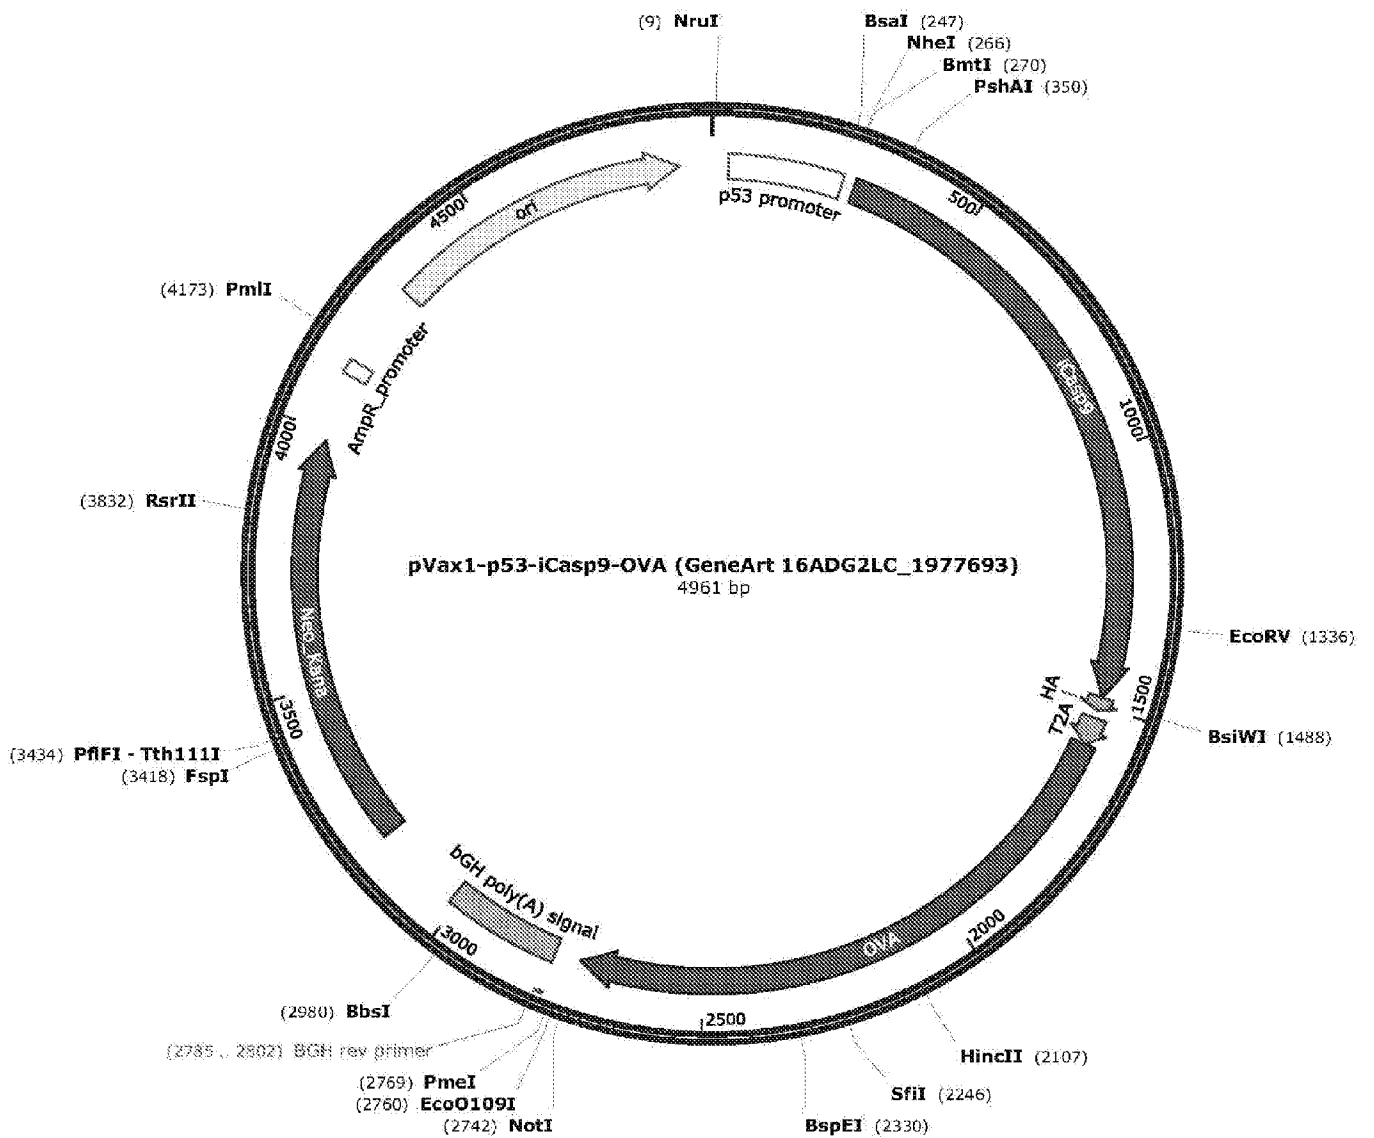 (9) NruI
BsaI (247)
NheI (266)
BmtI (270)
PshAI (350)
p53 promoter
500
iCasp9
1000
EcoRV (1336)
HA
T2A
1500
BsiWI (1488)
OVA
2000
HincII (2107)
SfiI (2246)
BspEI (2330)
2500
(2742) NotI
(2760) EcoO109I
(2769) PmeI
(2785 .. 2802) BGH rev primer
(2980) BbsI
bGH poly(A) signal
3000
(3418) FspI
(3434) PflFI - Tth111I
3500
Neo_Kana
(3832) RsrII
4000
AmpR_promoter
(4173) PmlI
4500
ori
pVax1-p53-iCasp9-OVA (GeneArt 16ADG2LC_1977693)
4961 bp